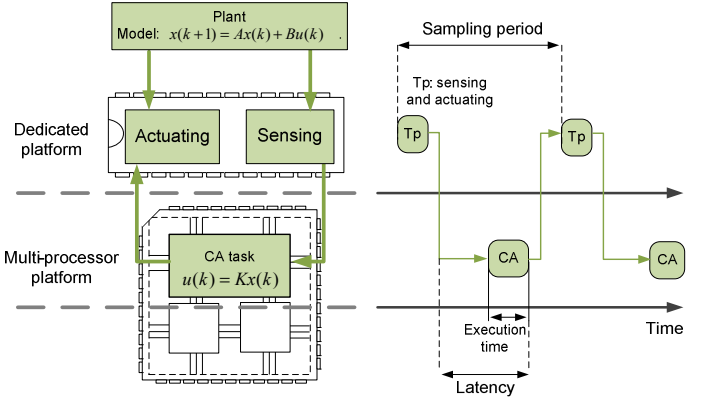 Plant
Model: x(k+1) = Ax(k) + Bu(k) .
Sampling period
Tp: sensing
and actuating
Dedicated
platform
Actuating
Sensing
Tp
Tp
Multi-processor
platform
CA task
u(k) = Kx(k)
CA
CA
Execution
time
Time
Latency